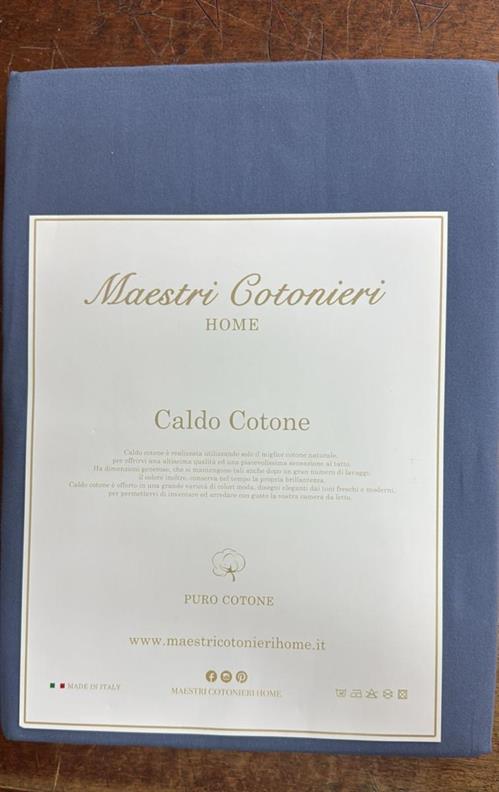 Maestri Cotonieri
HOME
Caldo Cotone
Caldo cotone è realizzata utilizzando solo il miglior cotone naturale,
per offrirvi una altissima qualità ed una piacevolissima sensazione al tatto.
Ha dimensioni generose, che si mantengono tali anche dopo un gran numero di lavaggi,
il colore inoltre, conserva nel tempo la propria brillantezza.
Caldo cotone è offerto in una grande varietà di colori moda, disegni eleganti dai toni freschi e moderni,
per permettervi di inventare ed arredare con gusto la vostra camera da letto.
PURO COTONE
www.maestricotonierihome.it
MADE IN ITALY
MAESTRI COTONIERI HOME